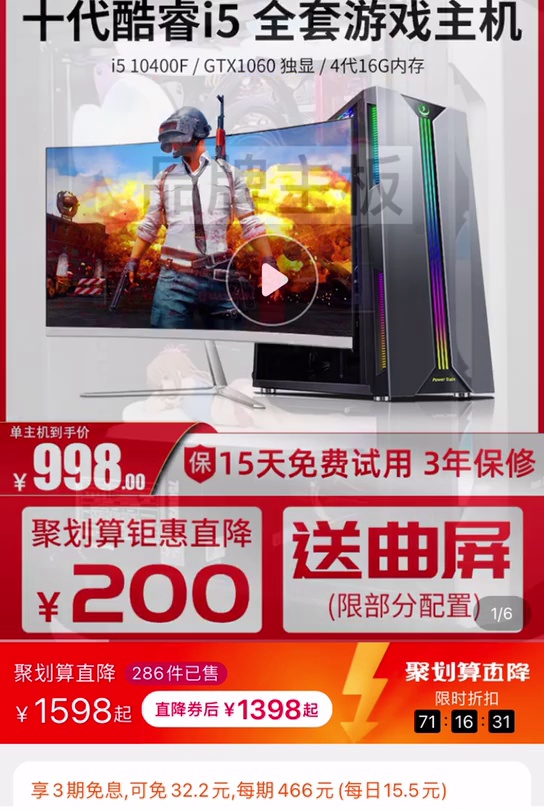 十代酷睿i5 全套游戏主机
i5 10400F / GTX1060 独显 / 4代16G内存
品牌主板
Power Train
单主机到手价
¥998.00
保 15天免费试用 3年保修
聚划算钜惠直降
¥200
送曲屏
(限部分配置)
1/6
聚划算直降 286件已售
¥1598起 直降券后¥1398起
聚划算直降
限时折扣
71:16:31
享3期免息,可免32.2元,每期466元(每日15.5元)